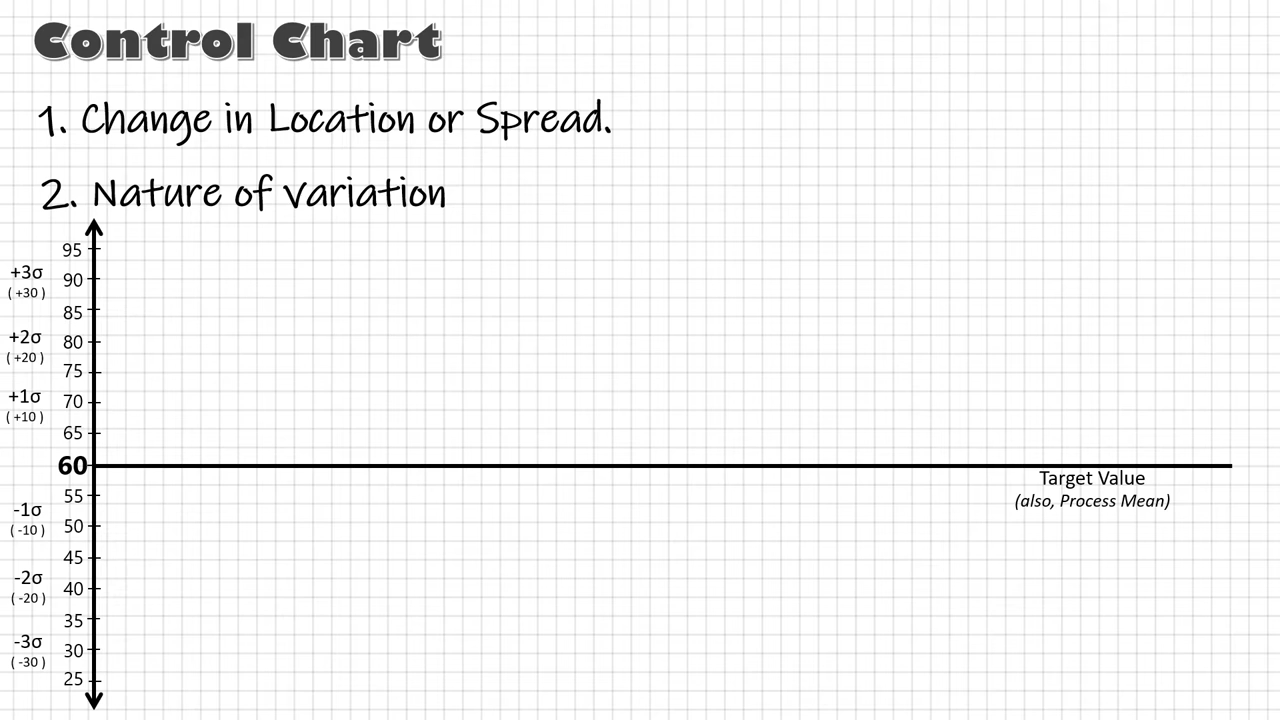 Control Chart
1. Change in Location or Spread.
2. Nature of variation
95
+3σ
90
( +30 )
85
+2σ
80
( +20 )
75
+1σ
70
( +10 )
65
60
Target Value
55
(also, Process Mean)
-1σ
50
( -10 )
45
-2σ
40
( -20 )
35
-3σ
30
( -30 )
25